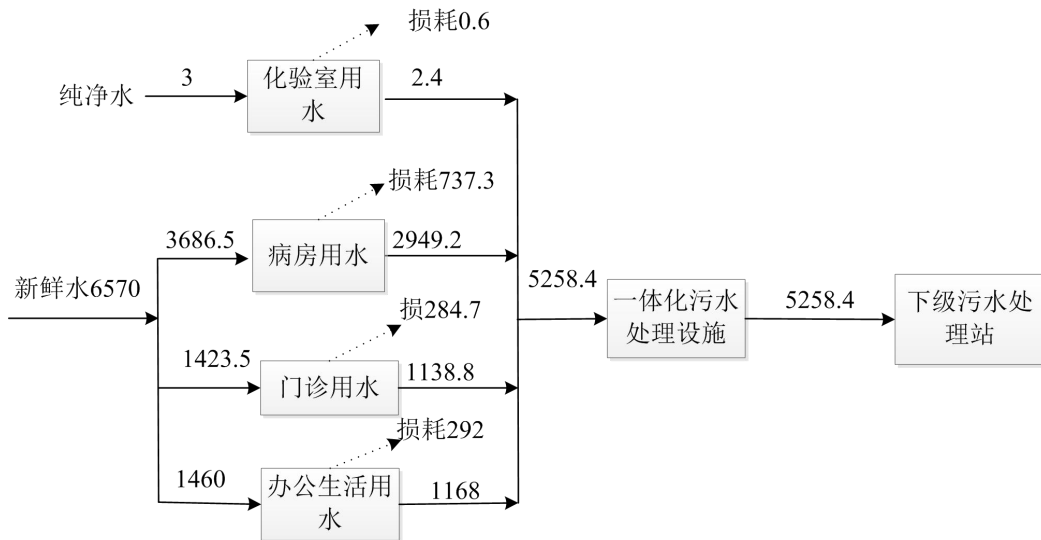 损耗0.6
纯净水
3
化验室用
水
2.4
损耗737.3
3686.5
病房用水
2949.2
新鲜水6570
损284.7
5258.4
一体化污水
处理设施
5258.4
下级污水处
理站
1423.5
门诊用水
1138.8
损耗292
1460
办公生活用
水
1168